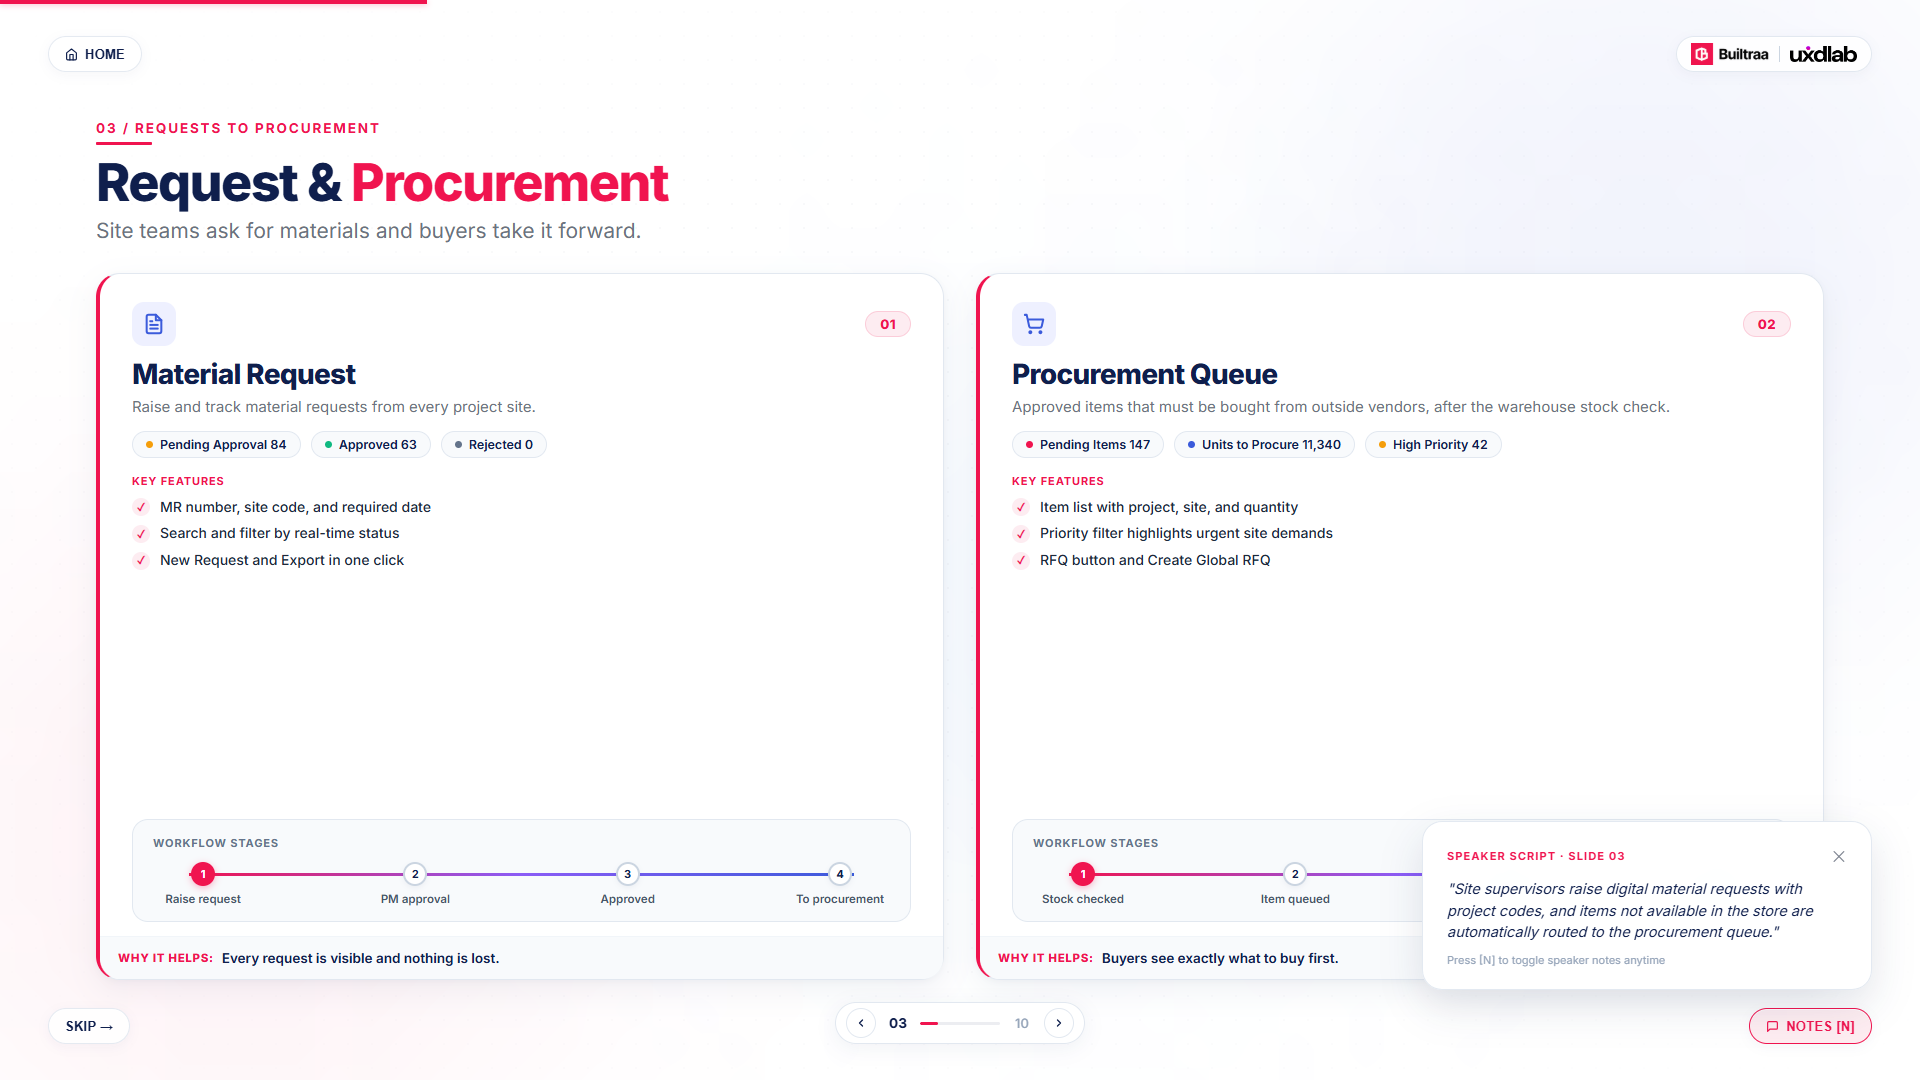 HOME
Builtraa
uxdlab
03 / REQUESTS TO PROCUREMENT
Request & Procurement
Site teams ask for materials and buyers take it forward.
01
Material Request
Raise and track material requests from every project site.
Pending Approval 84
Approved 63
Rejected 0
KEY FEATURES
MR number, site code, and required date
Search and filter by real-time status
New Request and Export in one click
WORKFLOW STAGES
1
2
3
4
Raise request
PM approval
Approved
To procurement
WHY IT HELPS: Every request is visible and nothing is lost.
02
Procurement Queue
Approved items that must be bought from outside vendors, after the warehouse stock check.
Pending Items 147
Units to Procure 11,340
High Priority 42
KEY FEATURES
Item list with project, site, and quantity
Priority filter highlights urgent site demands
RFQ button and Create Global RFQ
WORKFLOW STAGES
1
2
Stock checked
Item queued
WHY IT HELPS: Buyers see exactly what to buy first.
SPEAKER SCRIPT · SLIDE 03
"Site supervisors raise digital material requests with
project codes, and items not available in the store are
automatically routed to the procurement queue."
Press [N] to toggle speaker notes anytime
SKIP →
03
10
NOTES [N]